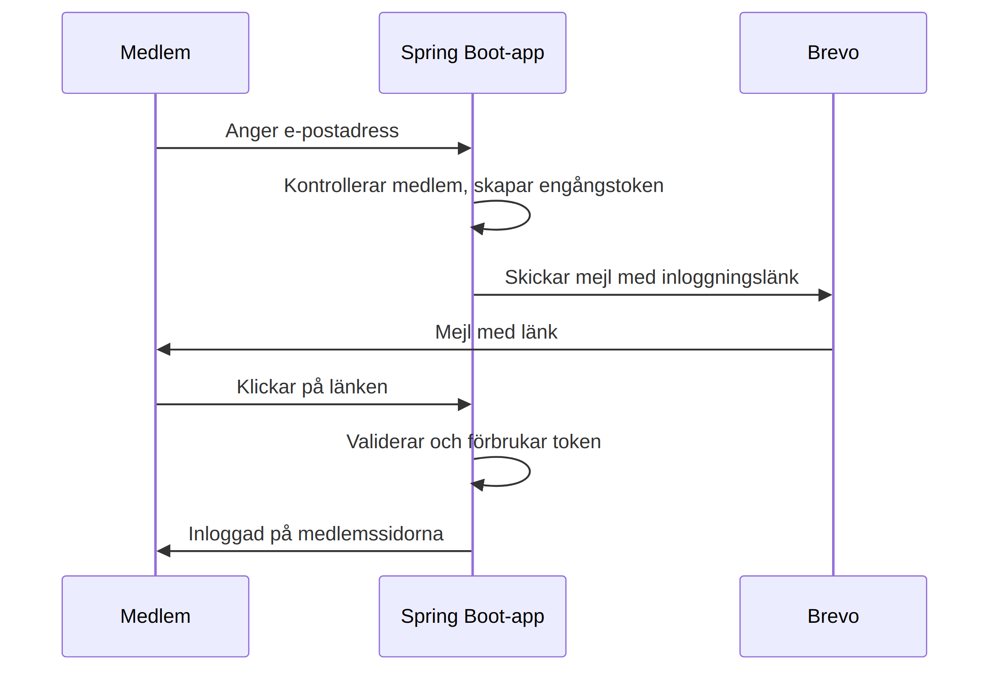 Medlem
Spring Boot-app
Brevo
Anger e-postadress
Kontrollerar medlem, skapar engångstoken
Skickar mejl med inloggningslänk
Mejl med länk
Klickar på länken
Validerar och förbrukar token
Inloggad på medlemssidorna
Medlem
Spring Boot-app
Brevo